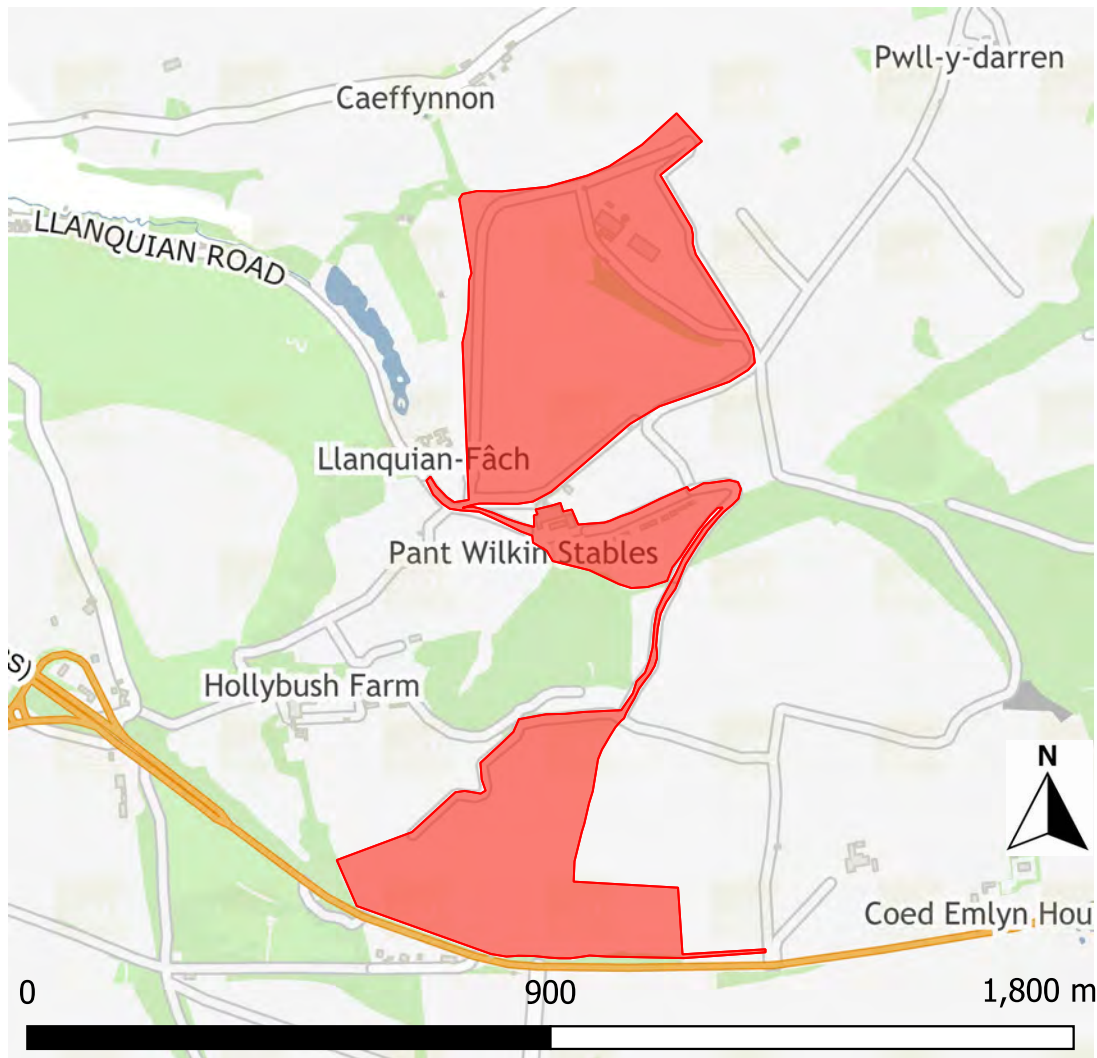 Pwll-y-darren
Caeffynnon
LLANQUIAN ROAD
Llanquian-Fâch
Pant Wilkin Stables
S)
Hollybush Farm
N
Coed Emlyn Hou
0 900 1,800 m